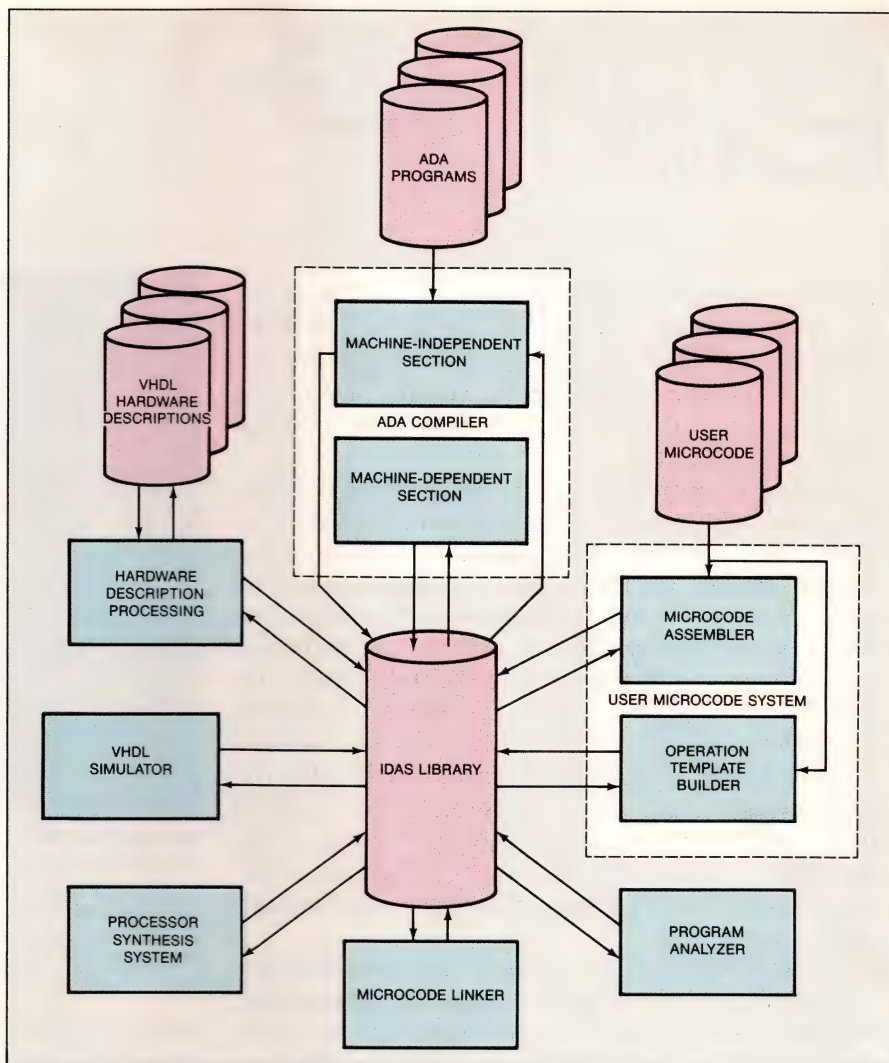 ADA
PROGRAMS
VHDL
HARDWARE
DESCRIPTIONS
MACHINE-INDEPENDENT
SECTION
ADA COMPILER
MACHINE-DEPENDENT
SECTION
USER
MICROCODE
HARDWARE
DESCRIPTION
PROCESSING
MICROCODE
ASSEMBLER
USER MICROCODE SYSTEM
OPERATION
TEMPLATE
BUILDER
VHDL
SIMULATOR
IDAS LIBRARY
PROCESSOR
SYNTHESIS
SYSTEM
MICROCODE LINKER
PROGRAM
ANALYZER